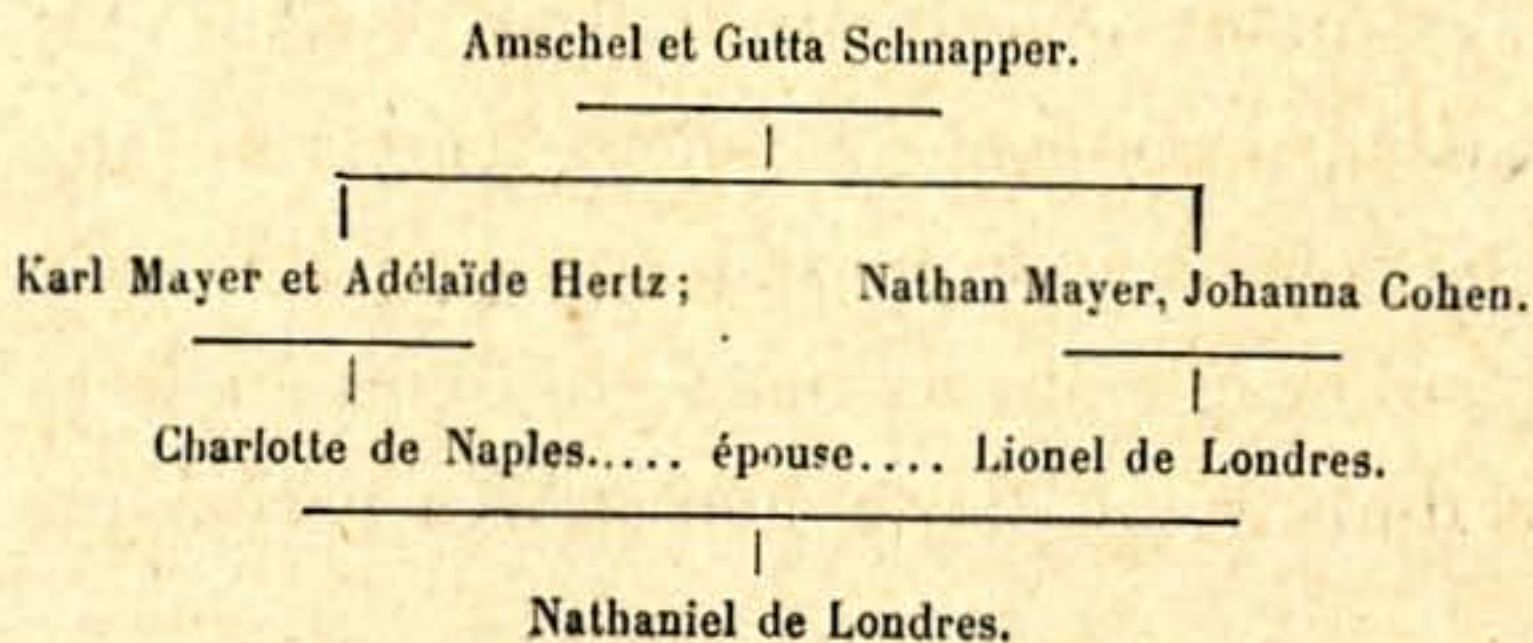 Amschel et Gutta Schnapper.
Karl Mayer et Adélaïde Hertz; Nathan Mayer, Johanna Cohen.
Charlotte de Naples..... épouse.... Lionel de Londres.
Nathaniel de Londres.